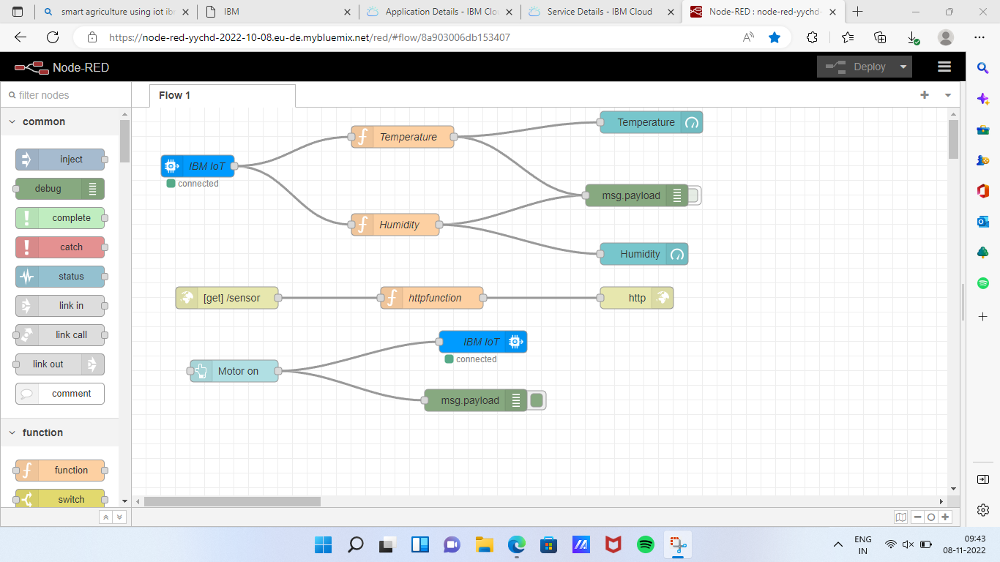 smart agriculture using iot ib
IBM
Application Details - IBM Clo
Service Details - IBM Cloud
Node-RED : node-red-yychd-
https://node-red-yychd-2022-10-08.eu-de.mybluemix.net/red/#flow/8a903006db153407
Node-RED
Deploy
filter nodes
Flow 1
common
inject
debug
complete
catch
status
link in
link call
link out
comment
function
function
switch
Temperature
Temperature
IBM IoT
connected
msg.payload
Humidity
Humidity
[get] /sensor
httpfunction
http
IBM IoT
connected
Motor on
msg.payload
ENG
IN
09:43
08-11-2022